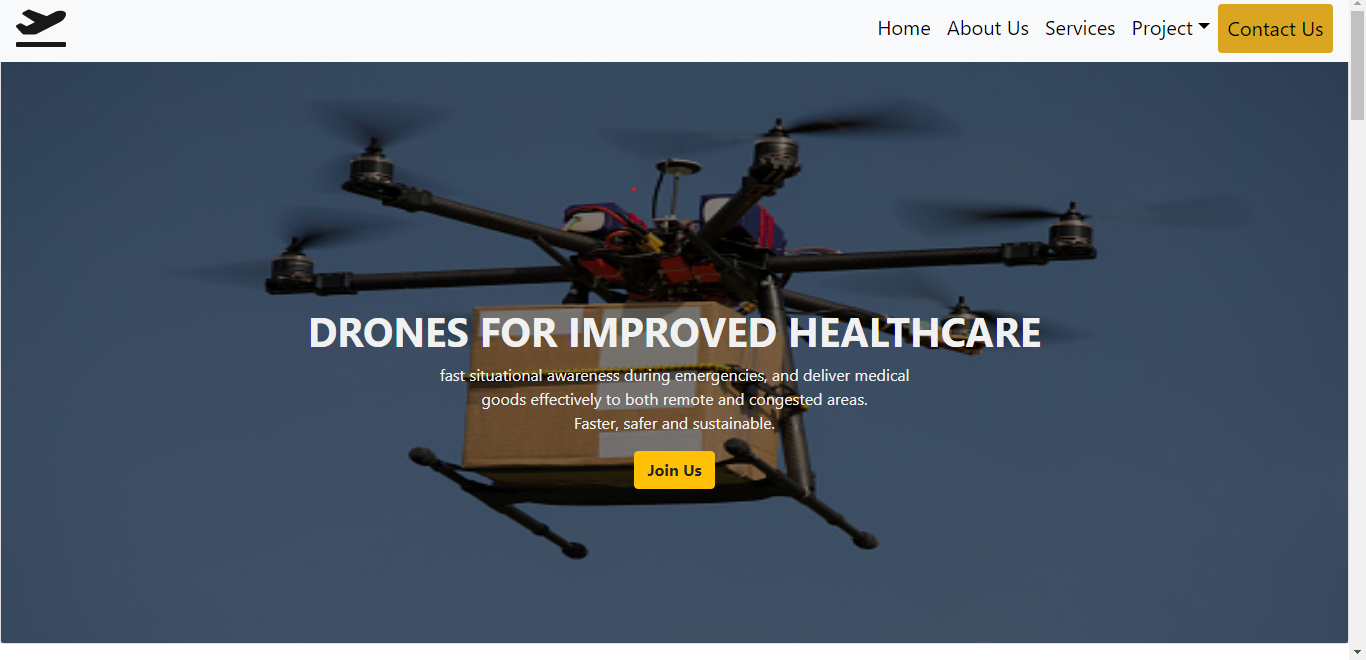 Home About Us Services Project Contact Us
DRONES FOR IMPROVED HEALTHCARE
fast situational awareness during emergencies, and deliver medical
goods effectively to both remote and congested areas.
Faster, safer and sustainable.
Join Us